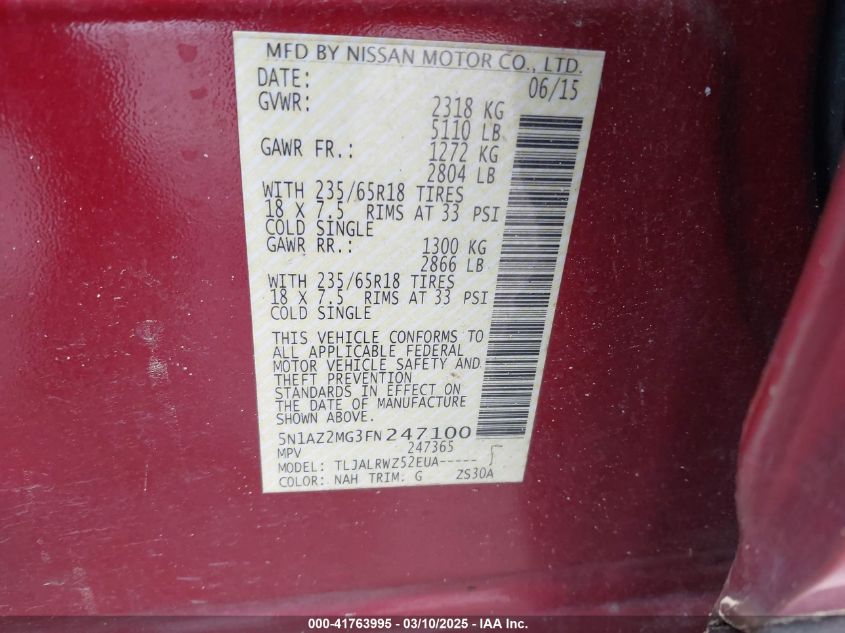 MFD BY NISSAN MOTOR CO., LTD.
DATE: 06/15
GVWR: 2318 KG
5110 LB
GAWR FR.: 1272 KG
2804 LB
WITH 235/65R18 TIRES
18 X 7.5 RIMS AT 33 PSI
COLD SINGLE
GAWR RR.: 1300 KG
2866 LB
WITH 235/65R18 TIRES
18 X 7.5 RIMS AT 33 PSI
COLD SINGLE
THIS VEHICLE CONFORMS TO
ALL APPLICABLE FEDERAL
MOTOR VEHICLE SAFETY AND
THEFT PREVENTION
STANDARDS IN EFFECT ON
THE DATE OF MANUFACTURE
SHOWN ABOVE.
5N1AZ2MG3FN247100
MPV 247365
MODEL: TLJALRWZ52EUA-----
COLOR: NAH TRIM: G ZS30A
000-41763995 - 03/10/2025 - IAA, Inc.